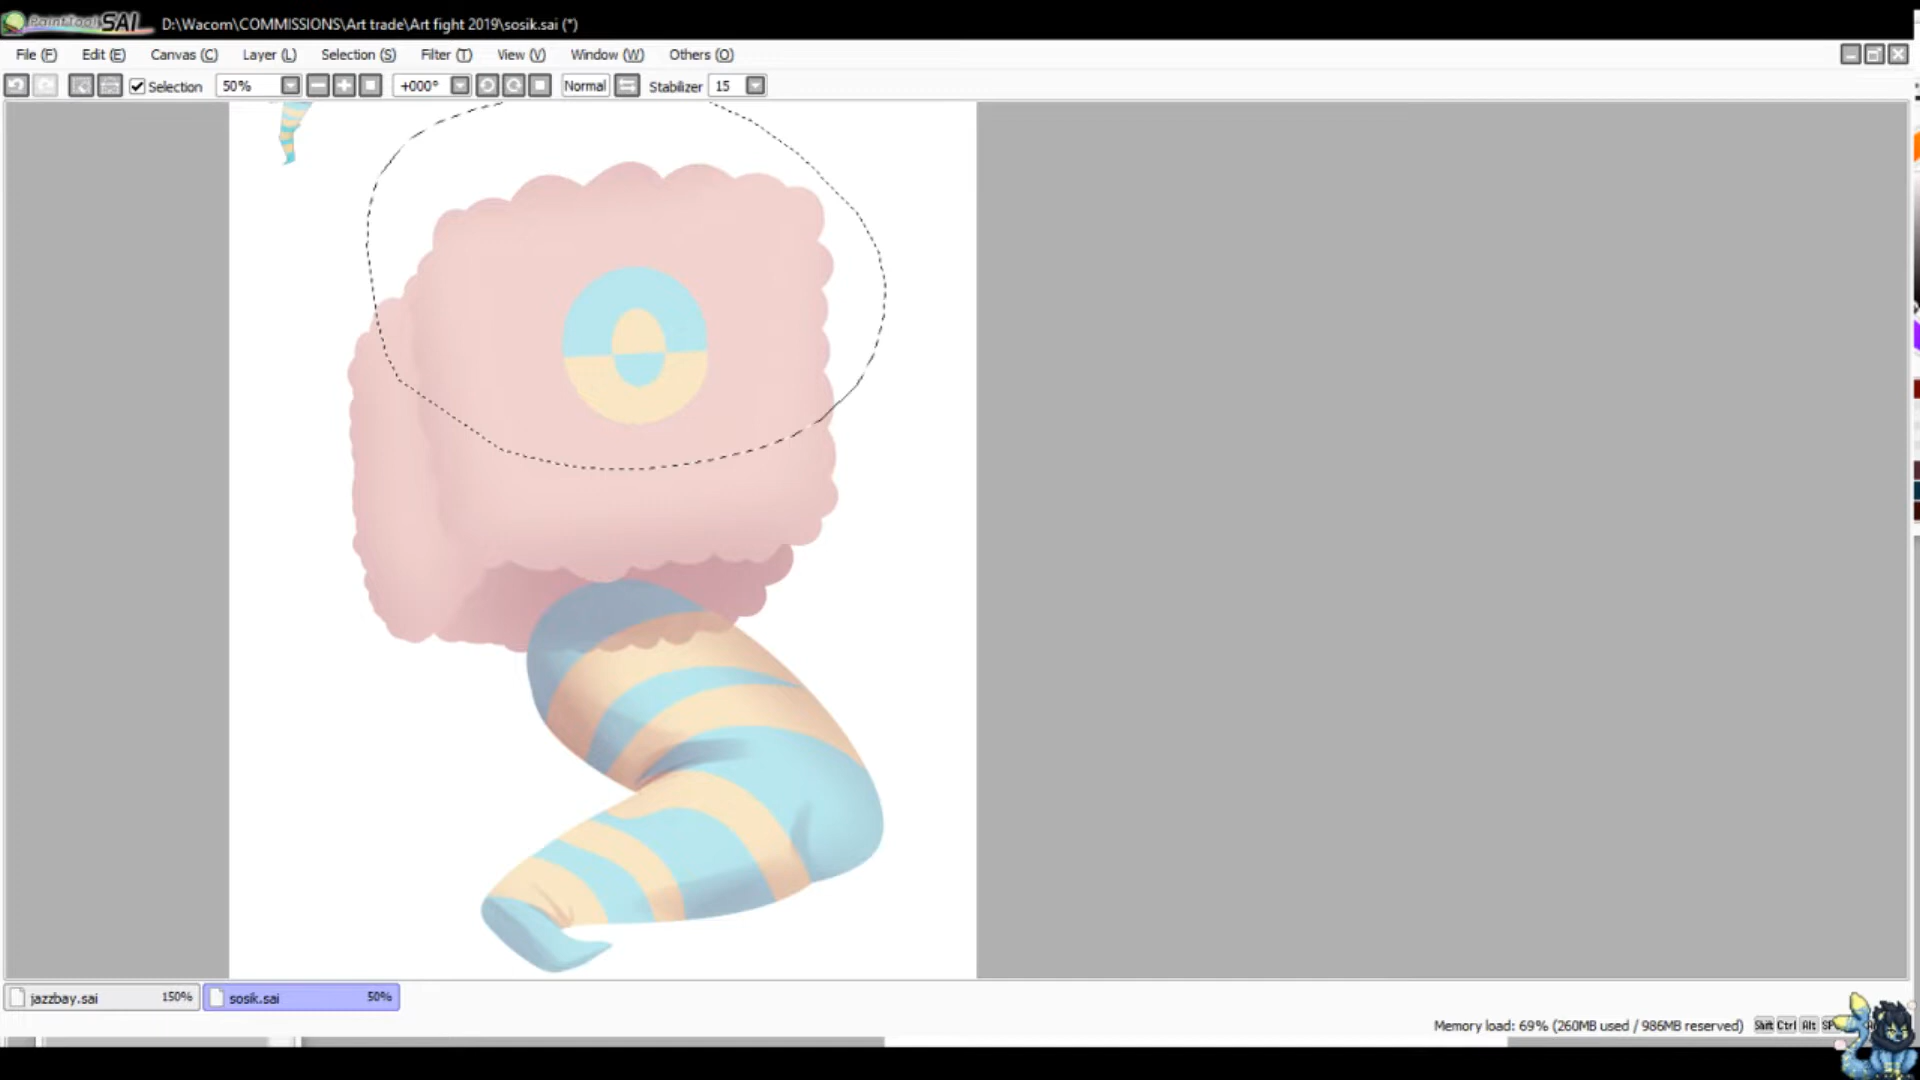 PaintTool SAI D:\Wacom\COMMISSIONS\Art trade\Art fight 2019\sosik.sai (*)
File (F) Edit (E) Canvas (C) Layer (L) Selection (S) Filter (T) View (V) Window (W) Others (O)
Selection 50% +000° Normal Stabilizer 15
jazzbay.sai 150% sosik.sai 50%
Memory load: 69% (260MB used / 986MB reserved) Shift Ctrl Alt